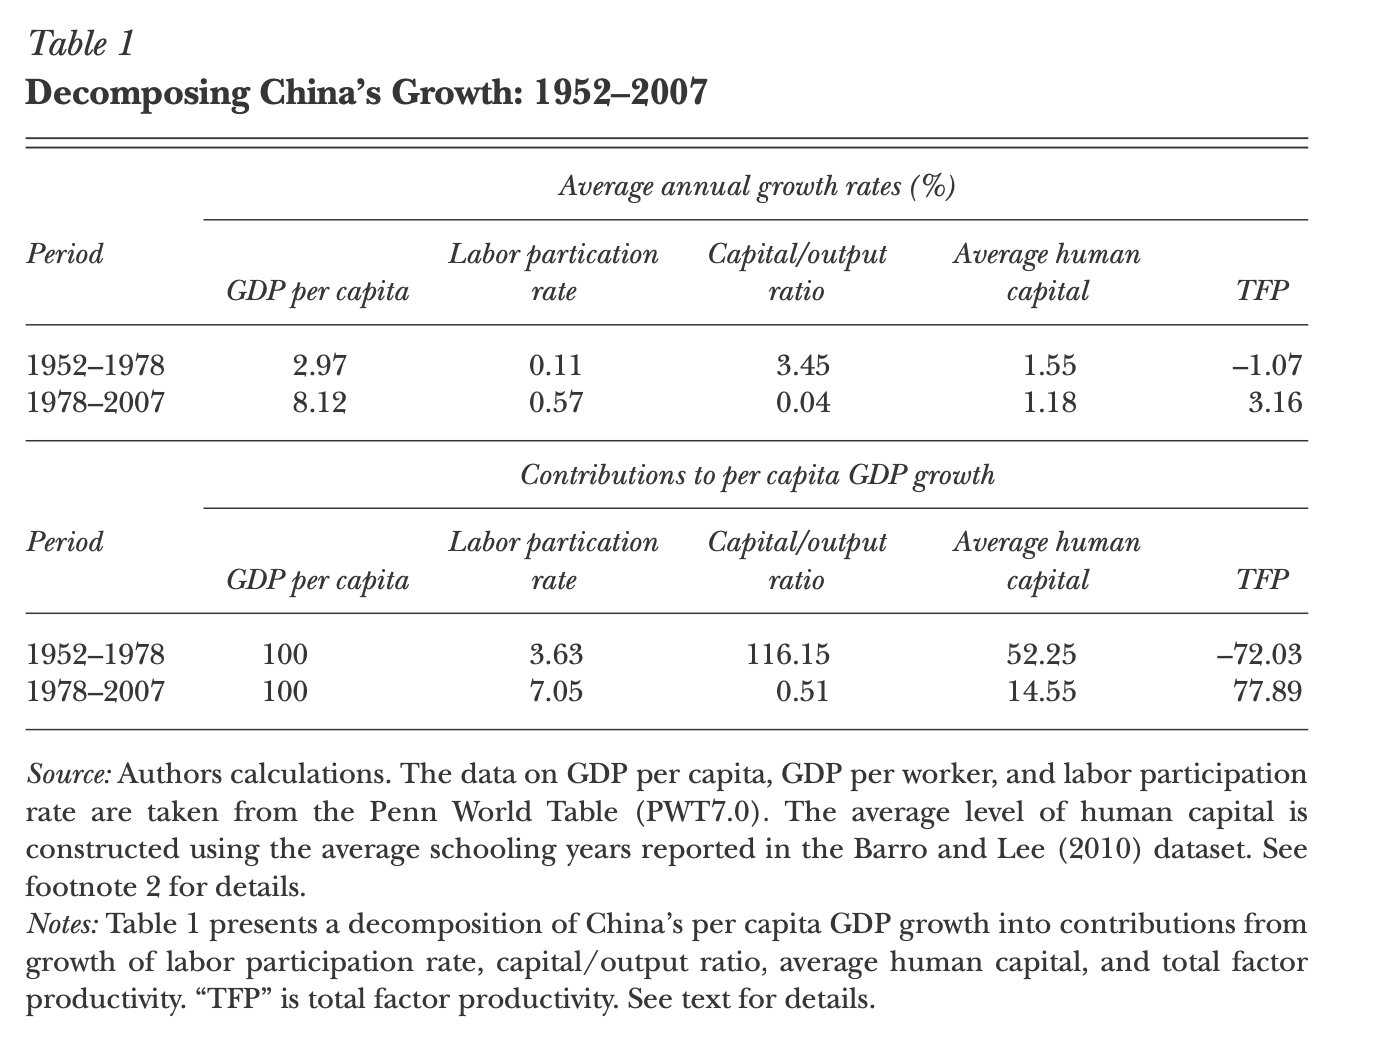 Table 1
Decomposing China’s Growth: 1952–2007
Average annual growth rates (%)
Period GDP per capita Labor partication rate Capital/output ratio Average human capital TFP
1952–1978 2.97 0.11 3.45 1.55 –1.07
1978–2007 8.12 0.57 0.04 1.18 3.16
Contributions to per capita GDP growth
Period GDP per capita Labor partication rate Capital/output ratio Average human capital TFP
1952–1978 100 3.63 116.15 52.25 –72.03
1978–2007 100 7.05 0.51 14.55 77.89
Source: Authors calculations. The data on GDP per capita, GDP per worker, and labor participation
rate are taken from the Penn World Table (PWT7.0). The average level of human capital is
constructed using the average schooling years reported in the Barro and Lee (2010) dataset. See
footnote 2 for details.
Notes: Table 1 presents a decomposition of China’s per capita GDP growth into contributions from
growth of labor participation rate, capital/output ratio, average human capital, and total factor
productivity. “TFP” is total factor productivity. See text for details.